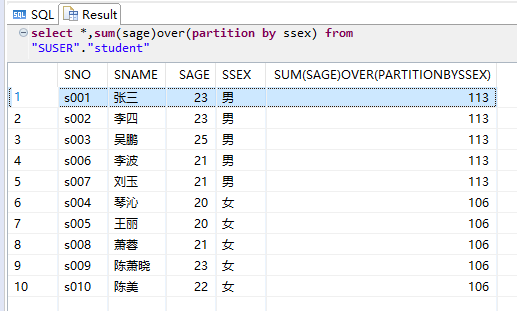 SQL Result
select *,sum(sage)over(partition by ssex) from
"SUSER"."student"
SNO SNAME SAGE SSEX SUM(SAGE)OVER(PARTITIONBYSSEX)
1 s001 张三 23 男 113
2 s002 李四 23 男 113
3 s003 吴鹏 25 男 113
4 s006 李波 21 男 113
5 s007 刘玉 21 男 113
6 s004 琴沁 20 女 106
7 s005 王丽 20 女 106
8 s008 萧蓉 21 女 106
9 s009 陈萧晓 23 女 106
10 s010 陈美 22 女 106